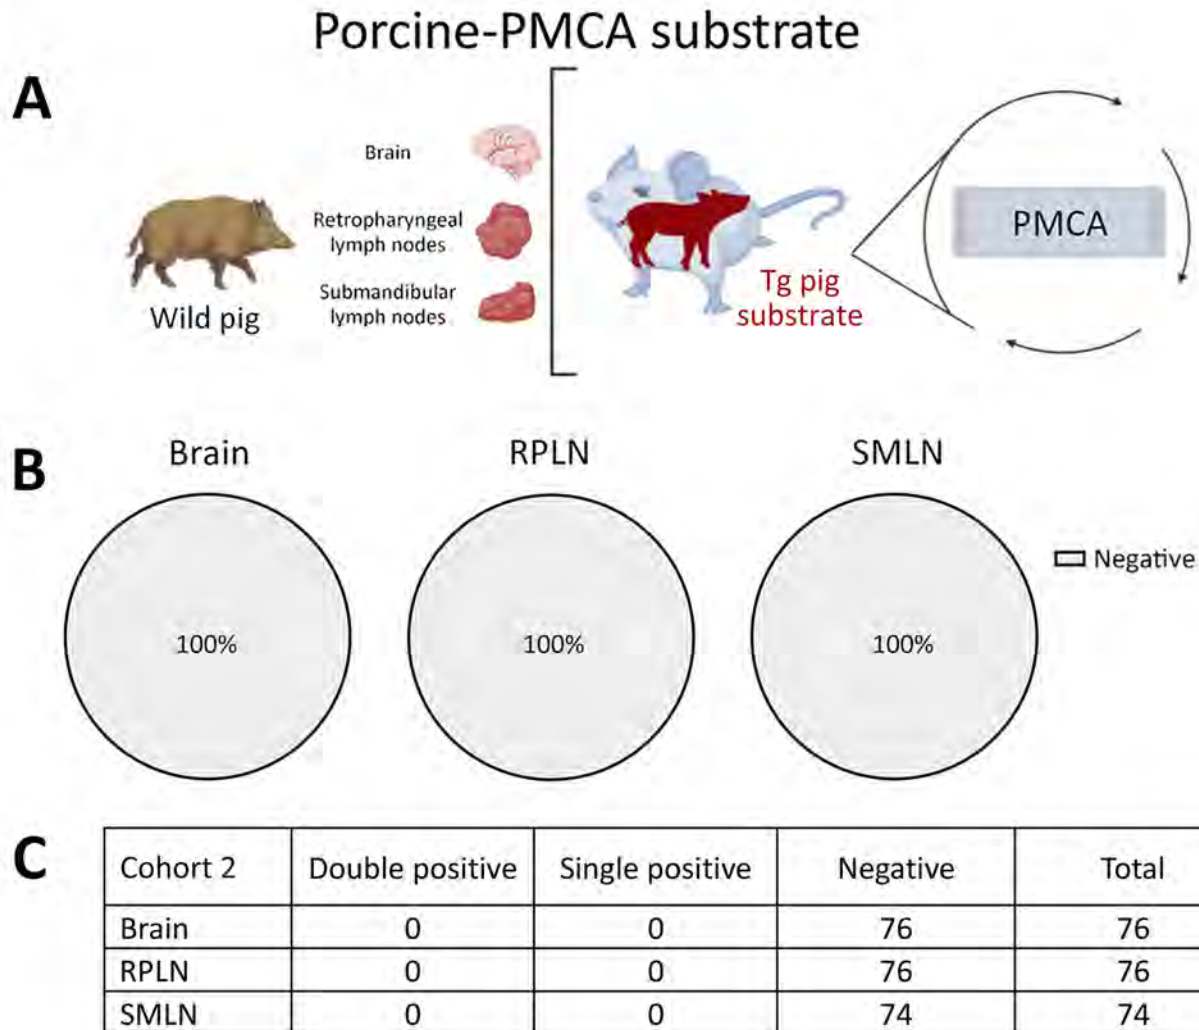 Porcine-PMCA substrate
A
Brain
Retropharyngeal
lymph nodes
Submandibular
lymph nodes
Wild pig
Tg pig
substrate
PMCA
B
Brain
RPLN
SMLN
100%
100%
100%
Negative
C
Cohort 2 Double positive Single positive Negative Total
Brain 0 0 76 76
RPLN 0 0 76 76
SMLN 0 0 74 74